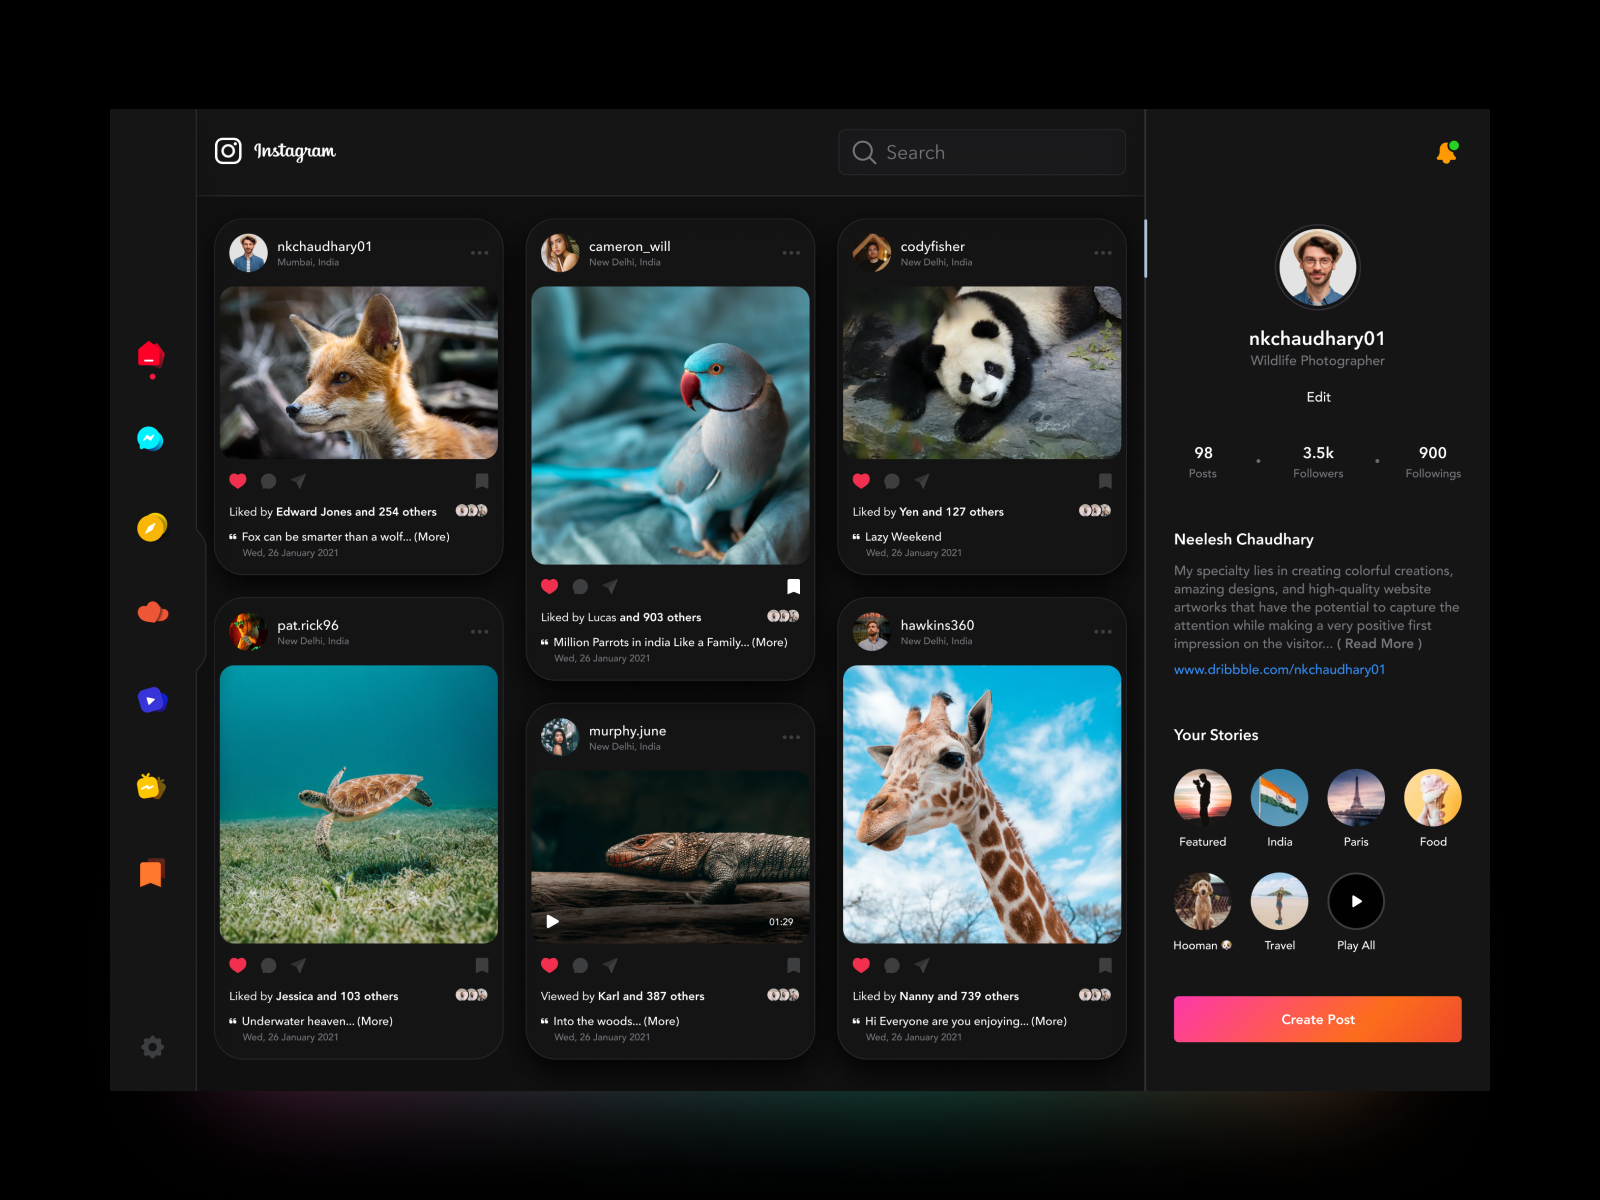 Instagram
Search
nkchaudhary01
Mumbai, India
Liked by Edward Jones and 254 others
❝ Fox can be smarter than a wolf... (More)
Wed, 26 January 2021
cameron_will
New Delhi, India
Liked by Lucas and 903 others
❝ Million Parrots in india Like a Family... (More)
Wed, 26 January 2021
codyfisher
New Delhi, India
Liked by Yen and 127 others
❝ Lazy Weekend
Wed, 26 January 2021
pat.rick96
New Delhi, India
Liked by Jessica and 103 others
❝ Underwater heaven... (More)
Wed, 26 January 2021
murphy.june
New Delhi, India
01:29
Viewed by Karl and 387 others
❝ Into the woods... (More)
Wed, 26 January 2021
hawkins360
New Delhi, India
Liked by Nanny and 739 others
❝ Hi Everyone are you enjoying... (More)
Wed, 26 January 2021
nkchaudhary01
Wildlife Photographer
Edit
98 • 3.5k • 900
Posts Followers Followings
Neelesh Chaudhary
My specialty lies in creating colorful creations,
amazing designs, and high-quality website
artworks that have the potential to capture the
attention while making a very positive first
impression on the visitor... ( Read More )
www.dribbble.com/nkchaudhary01
Your Stories
Featured India Paris Food
Hooman 🐶 Travel Play All
Create Post